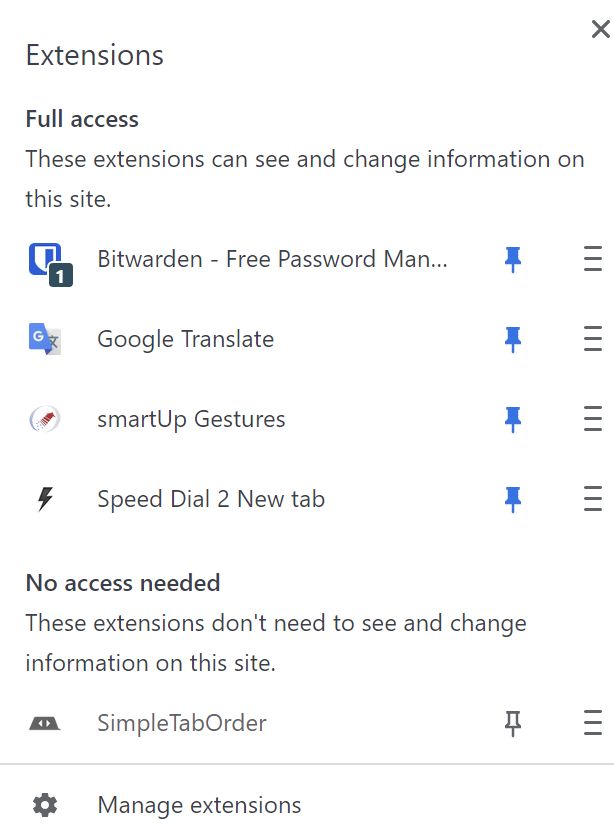 Extensions
Full access
These extensions can see and change information on
this site.
1
Bitwarden - Free Password Man...
G 文
Google Translate
smartUp Gestures
Speed Dial 2 New tab
No access needed
These extensions don't need to see and change
information on this site.
SimpleTabOrder
Manage extensions